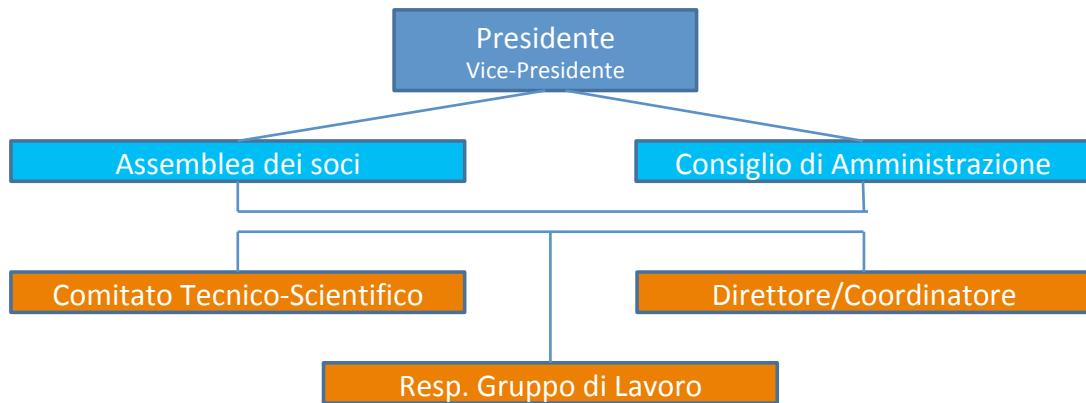 Presidente
Vice-Presidente
Assemblea dei soci
Consiglio di Amministrazione
Comitato Tecnico-Scientifico
Direttore/Coordinatore
Resp. Gruppo di Lavoro